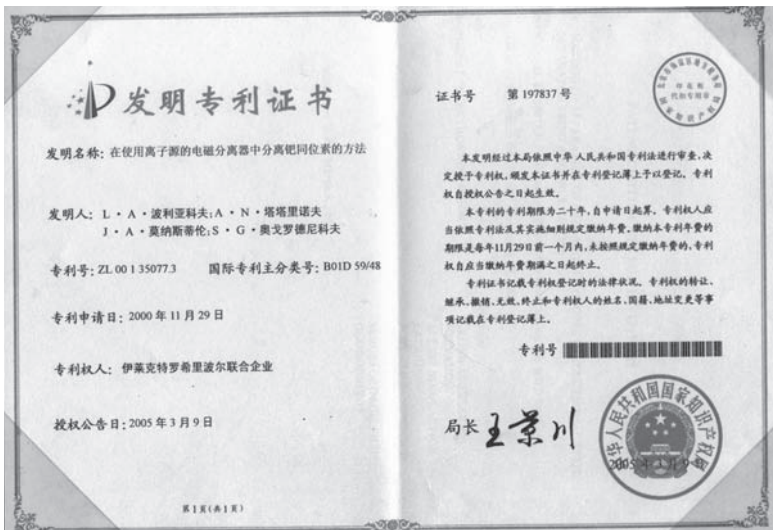 发明专利证书
发明名称：在使用离子源的电磁分离器中分离钯同位素的方法
发明人：L·A·波利亚科夫;A·N·塔塔里诺夫
J·A·莫纳斯蒂伦;S·G·奥戈罗德尼科夫
专利号：ZL 00 1 35077.3 国际专利主分类号：B01D 59/48
专利申请日：2000年11月29日
专利权人：伊莱克特罗希里波尔联合企业
授权公告日：2005年3月9日
第1页(共1页)
证书号 第197837号
本发明经过本局依照中华人民共和国专利法进行审查，决
定授予专利权，颁发本证书并在专利登记簿上予以登记。专利
权自授权公告之日起生效。
本专利的专利期限为二十年，自申请日起算。专利权人应
当依照专利法及其实施细则规定缴纳年费。缴纳本专利年费的
期限是每年11月29日前一个月内，未按照规定缴纳年费的，专利
权自应当缴纳年费期满之日起终止。
专利证书记载专利权登记时的法律状况。专利权的转让、
继承、撤销、无效、终止和专利权人的姓名、国籍、地址变更等事
项记载在专利登记簿上。
专利号
局长 王景川
中华人民共和国国家知识产权局
2005年3月9日